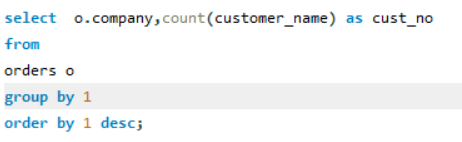 select  o.company,count(customer_name) as cust_no
from
orders o
group by 1
order by 1 desc;